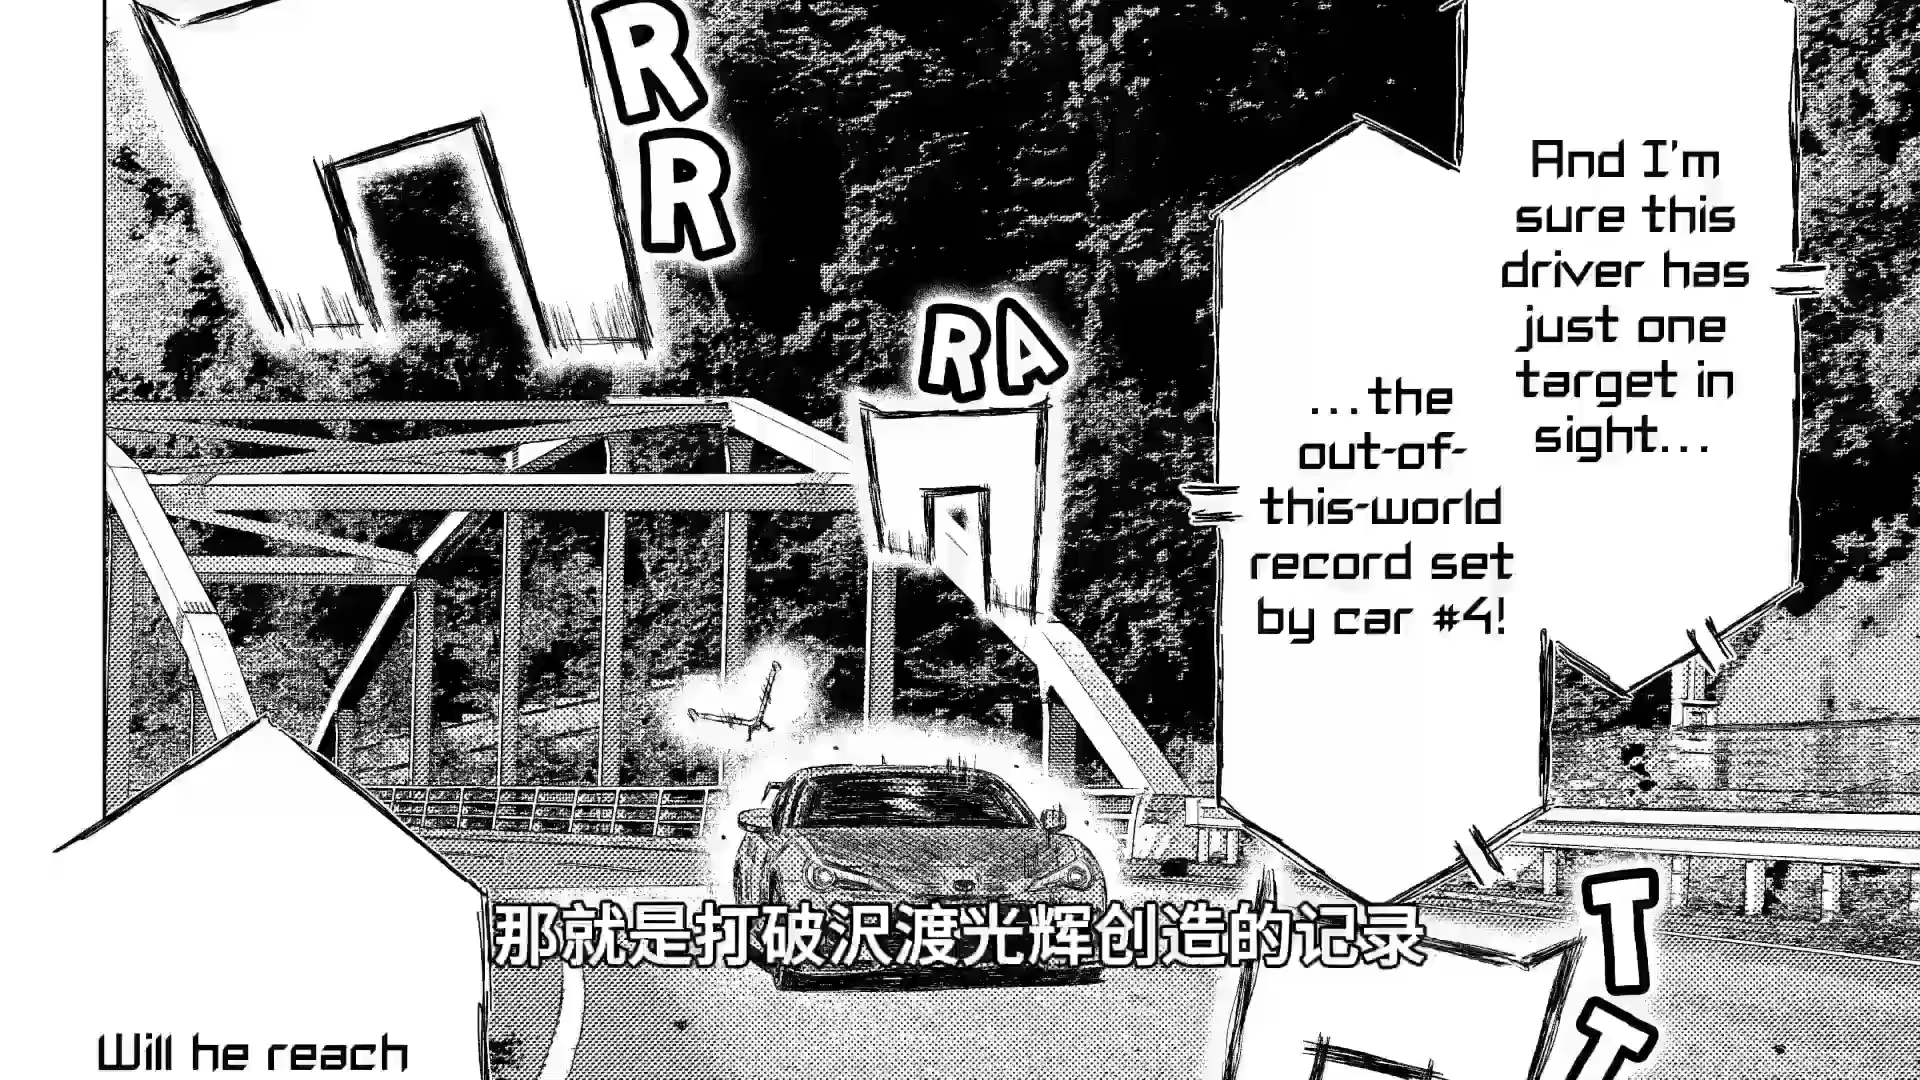 R
R
RA
And I'm
sure this
driver has
just one
target in
sight...
...the
out-of-
this-world
record set
by car #4!
那就是打破沢渡光辉创造的记录
T
T
Will he reach